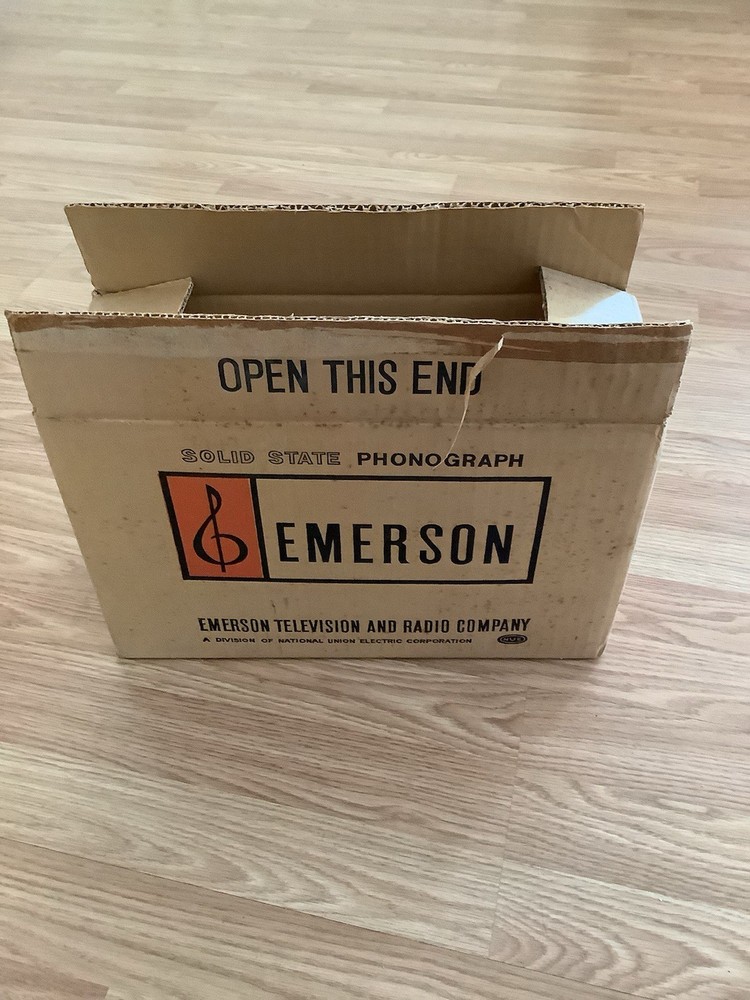 OPEN THIS END
SOLID STATE PHONOGRAPH
EMERSON
EMERSON TELEVISION AND RADIO COMPANY
A DIVISION OF NATIONAL UNION ELECTRIC CORPORATION